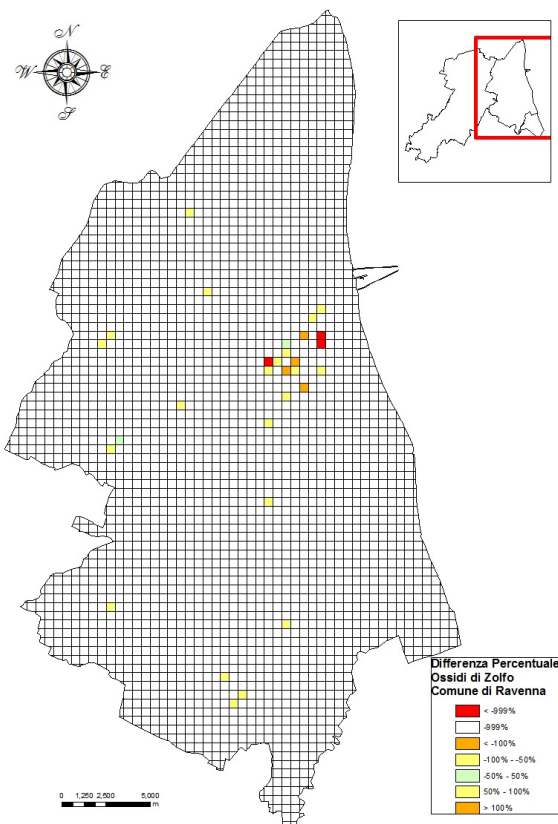 N
W
E
S
0 1,250 2,500 5,000
m
Differenza Percentuale
Ossidi di Zolfo
Comune di Ravenna
< -999%
-999%
< -100%
-100% - -50%
-50% - 50%
50% - 100%
> 100%